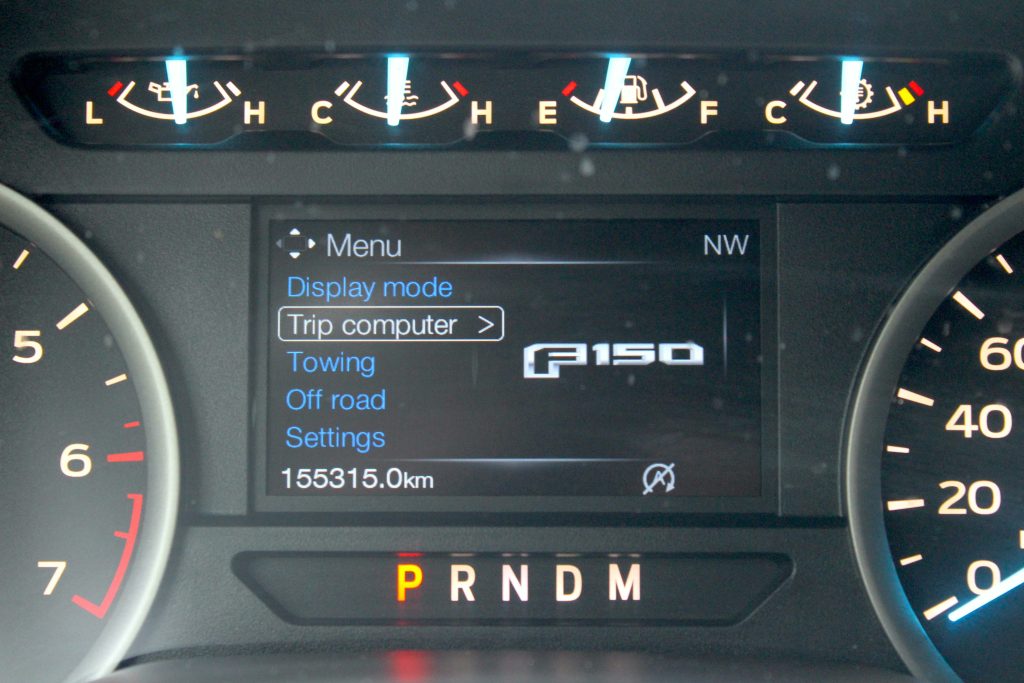 L H C H E F C H
Menu NW
Display mode
Trip computer >
Towing
F150
Off road
Settings
155315.0km
P R N D M
5
6
7
60
40
20
0